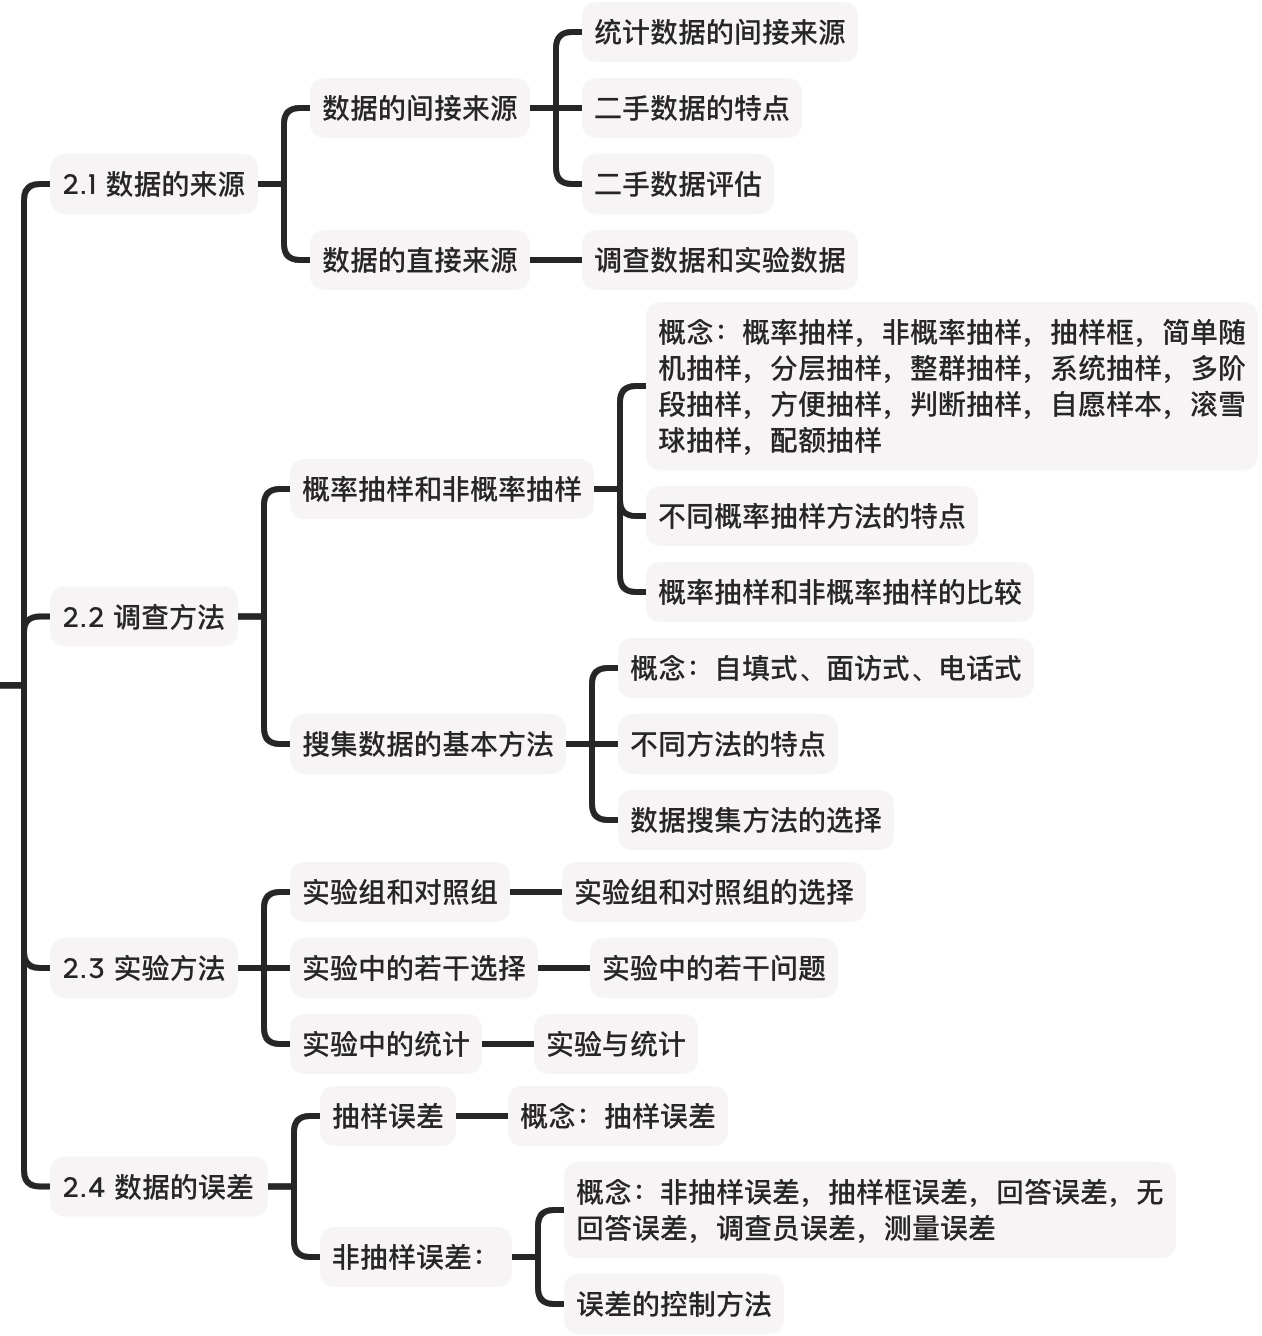 2.1 数据的来源
数据的间接来源
统计数据的间接来源
二手数据的特点
二手数据评估
数据的直接来源
调查数据和实验数据
2.2 调查方法
概率抽样和非概率抽样
概念：概率抽样，非概率抽样，抽样框，简单随
机抽样，分层抽样，整群抽样，系统抽样，多阶
段抽样，方便抽样，判断抽样，自愿样本，滚雪
球抽样，配额抽样
不同概率抽样方法的特点
概率抽样和非概率抽样的比较
搜集数据的基本方法
概念：自填式、面访式、电话式
不同方法的特点
数据搜集方法的选择
2.3 实验方法
实验组和对照组
实验组和对照组的选择
实验中的若干选择
实验中的若干问题
实验中的统计
实验与统计
2.4 数据的误差
抽样误差
概念：抽样误差
非抽样误差：
概念：非抽样误差，抽样框误差，回答误差，无
回答误差，调查员误差，测量误差
误差的控制方法